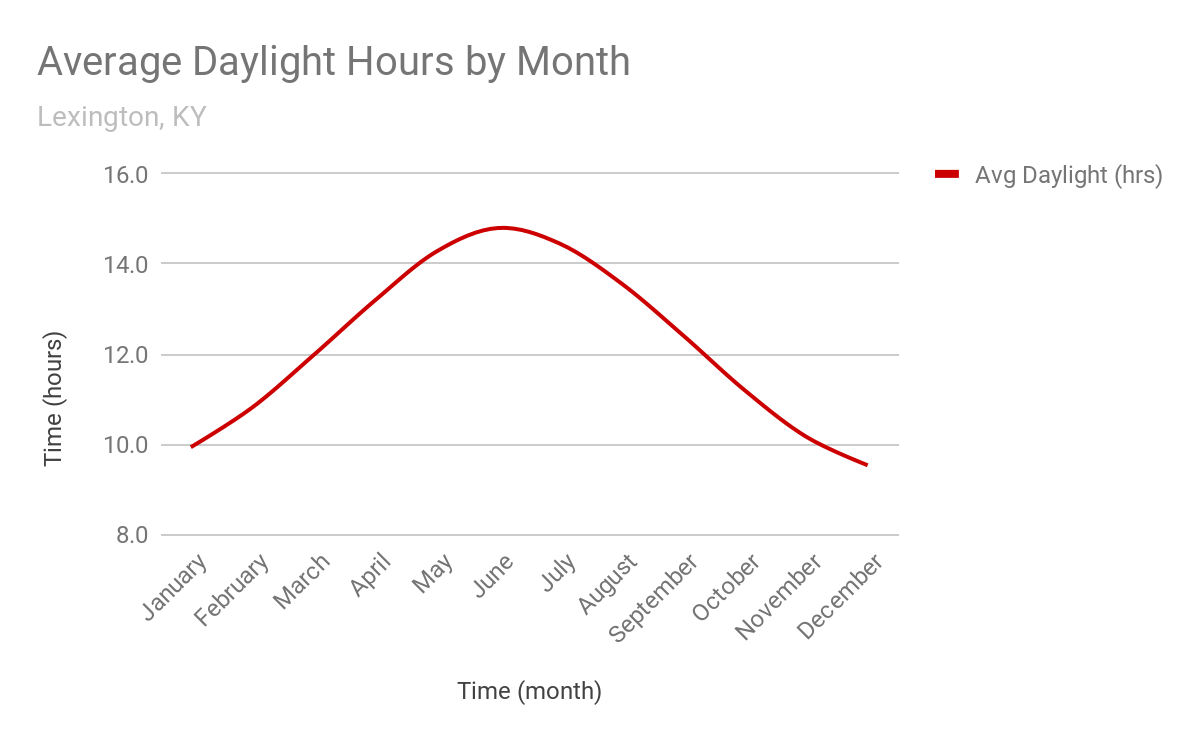 Average Daylight Hours by Month
Lexington, KY
16.0
14.0
12.0
10.0
8.0
Avg Daylight (hrs)
Time (hours)
January
February
March
April
May
June
July
August
September
October
November
December
Time (month)